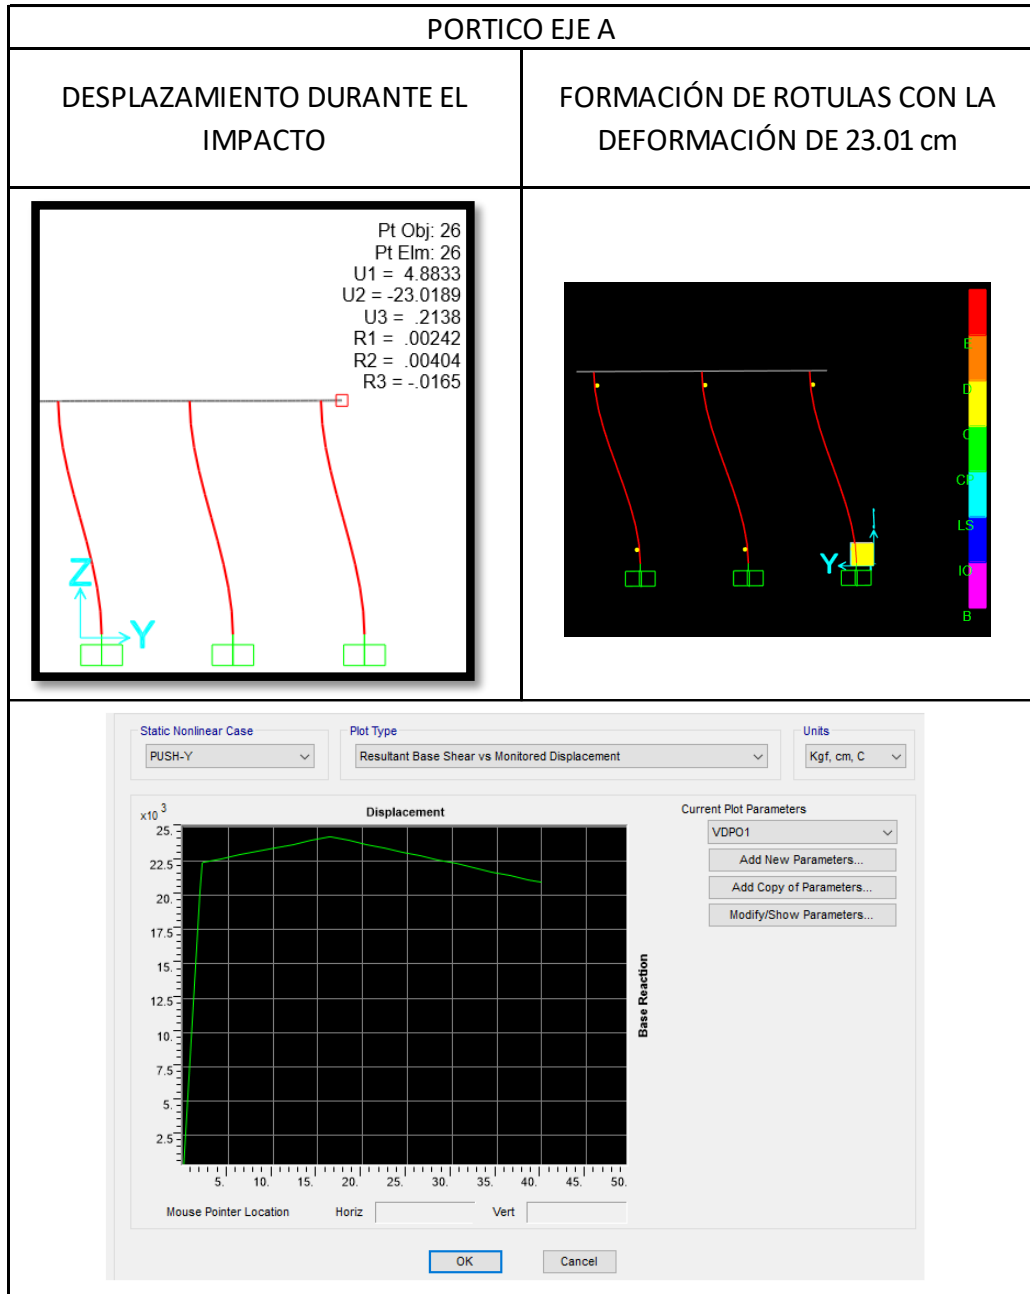 PORTICO EJE A
DESPLAZAMIENTO DURANTE EL
IMPACTO
FORMACIÓN DE ROTULAS CON LA
DEFORMACIÓN DE 23.01 cm
Pt Obj: 26
Pt Elm: 26
U1 = 4.8833
U2 = -23.0189
U3 = .2138
R1 = .00242
R2 = .00404
R3 = -.0165
Z
Y
Y
E
D
C
CP
LS
IO
B
Static Nonlinear Case
PUSH-Y
Plot Type
Resultant Base Shear vs Monitored Displacement
Units
Kgf, cm, C
x10 3
Displacement
25.
22.5
20.
17.5
15.
12.5
10.
7.5
5.
2.5
5. 10. 15. 20. 25. 30. 35. 40. 45. 50.
Base Reaction
Current Plot Parameters
VDPO1
Add New Parameters...
Add Copy of Parameters...
Modify/Show Parameters...
Mouse Pointer Location Horiz Vert
OK Cancel